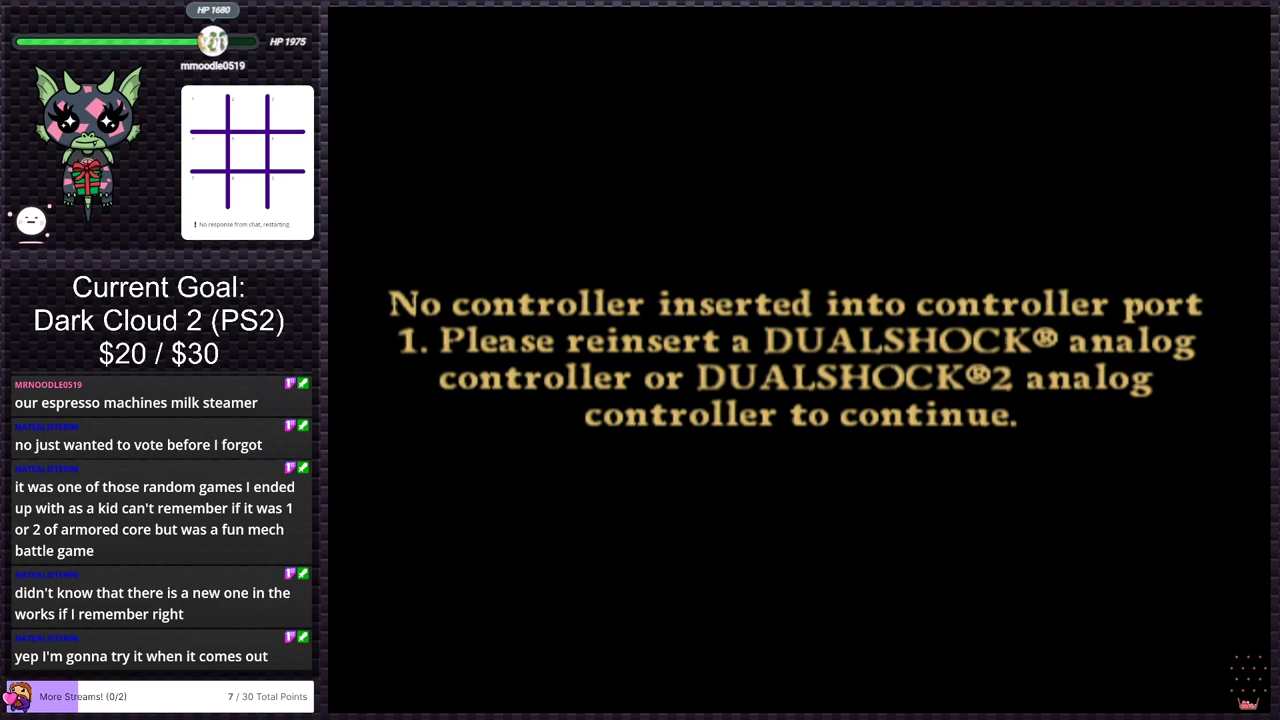 HP 1680
HP 1975
mmoodle0519
! No response from chat, restarting.
Current Goal:
Dark Cloud 2 (PS2)
$20 / $30
MRNOODLE0519
our espresso machines milk steamer
no just wanted to vote before I forgot
it was one of those random games I ended
up with as a kid can't remember if it was 1
or 2 of armored core but was a fun mech
battle game
didn't know that there is a new one in the
works if I remember right
yep I'm gonna try it when it comes out
More Streams! (0/2)
7 / 30 Total Points
No controller inserted into controller port
1. Please reinsert a DUALSHOCK® analog
controller or DUALSHOCK®2 analog
controller to continue.